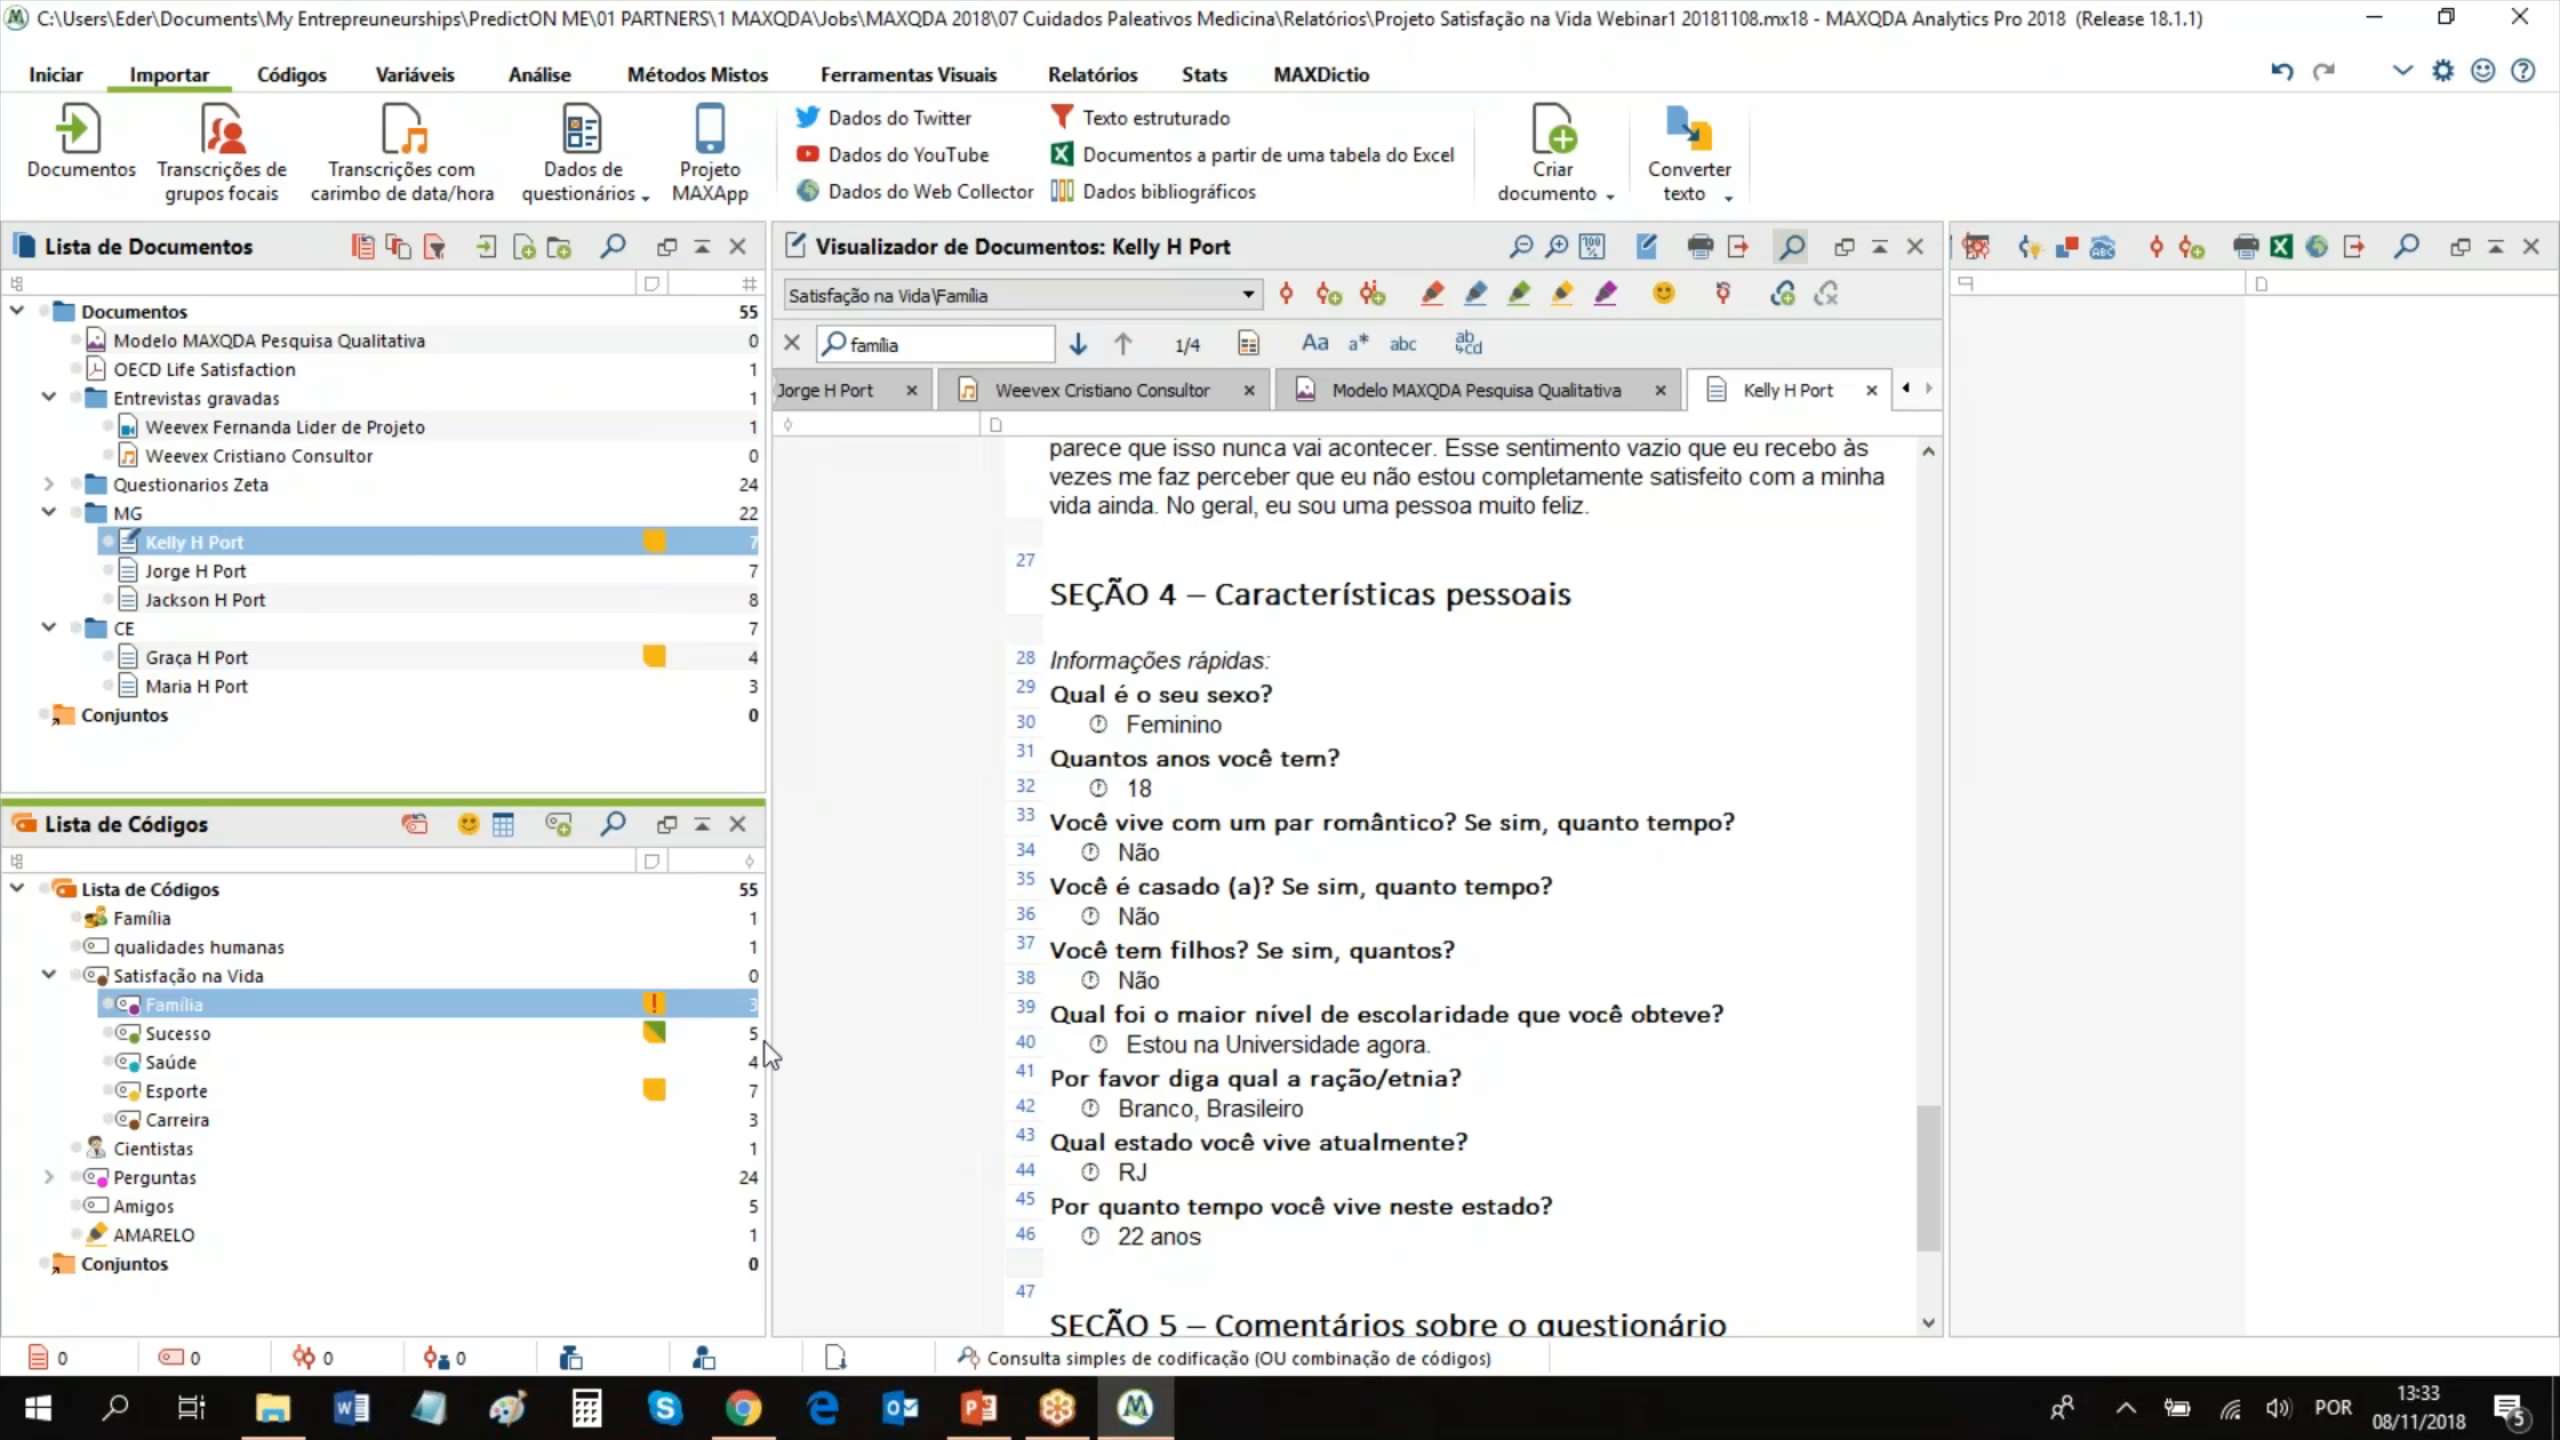 C:\Users\Eder\Documents\My Entrepreuneurships\PredictON ME\01 PARTNERS\1 MAXQDA\Jobs\MAXQDA 2018\07 Cuidados Paleativos Medicina\Relatórios\Projeto Satisfação na Vida Webinar1 20181108.mx18 - MAXQDA Analytics Pro 2018 (Release 18.1.1)
Iniciar Importar Códigos Variáveis Análise Métodos Mistos Ferramentas Visuais Relatórios Stats MAXDictio
Documentos
Transcrições de
grupos focais
Transcrições com
carimbo de data/hora
Dados de
questionários
Projeto
MAXApp
Dados do Twitter
Dados do YouTube
Dados do Web Collector
Texto estruturado
Documentos a partir de uma tabela do Excel
Dados bibliográficos
Criar
documento
Converter
texto
Lista de Documentos
#
Documentos 55
Modelo MAXQDA Pesquisa Qualitativa 0
OECD Life Satisfaction 1
Entrevistas gravadas 1
Weevex Fernanda Lider de Projeto 1
Weevex Cristiano Consultor 0
Questionarios Zeta 24
MG 22
Kelly H Port 7
Jorge H Port 7
Jackson H Port 8
CE 7
Graça H Port 4
Maria H Port 3
Conjuntos 0
Lista de Códigos
Lista de Códigos 55
Família 1
qualidades humanas 1
Satisfação na Vida 0
Família 3
Sucesso 5
Saúde 4
Esporte 7
Carreira 3
Cientistas 1
Perguntas 24
Amigos 5
AMARELO 1
Conjuntos 0
Visualizador de Documentos: Kelly H Port
100
%
Satisfação na Vida\Família
família 1/4 Aa a* abc ab
cd
Jorge H Port Weevex Cristiano Consultor Modelo MAXQDA Pesquisa Qualitativa Kelly H Port
parece que isso nunca vai acontecer. Esse sentimento vazio que eu recebo às
vezes me faz perceber que eu não estou completamente satisfeito com a minha
vida ainda. No geral, eu sou uma pessoa muito feliz.
27
SEÇÃO 4 – Características pessoais
28 Informações rápidas:
29 Qual é o seu sexo?
30 Feminino
31 Quantos anos você tem?
32 18
33 Você vive com um par romântico? Se sim, quanto tempo?
34 Não
35 Você é casado (a)? Se sim, quanto tempo?
36 Não
37 Você tem filhos? Se sim, quantos?
38 Não
39 Qual foi o maior nível de escolaridade que você obteve?
40 Estou na Universidade agora.
41 Por favor diga qual a ração/etnia?
42 Branco, Brasileiro
43 Qual estado você vive atualmente?
44 RJ
45 Por quanto tempo você vive neste estado?
46 22 anos
47
SEÇÃO 5 – Comentários sobre o questionário
ABC
0 0 0 0 Consulta simples de codificação (OU combinação de códigos)
POR
13:33
08/11/2018
5